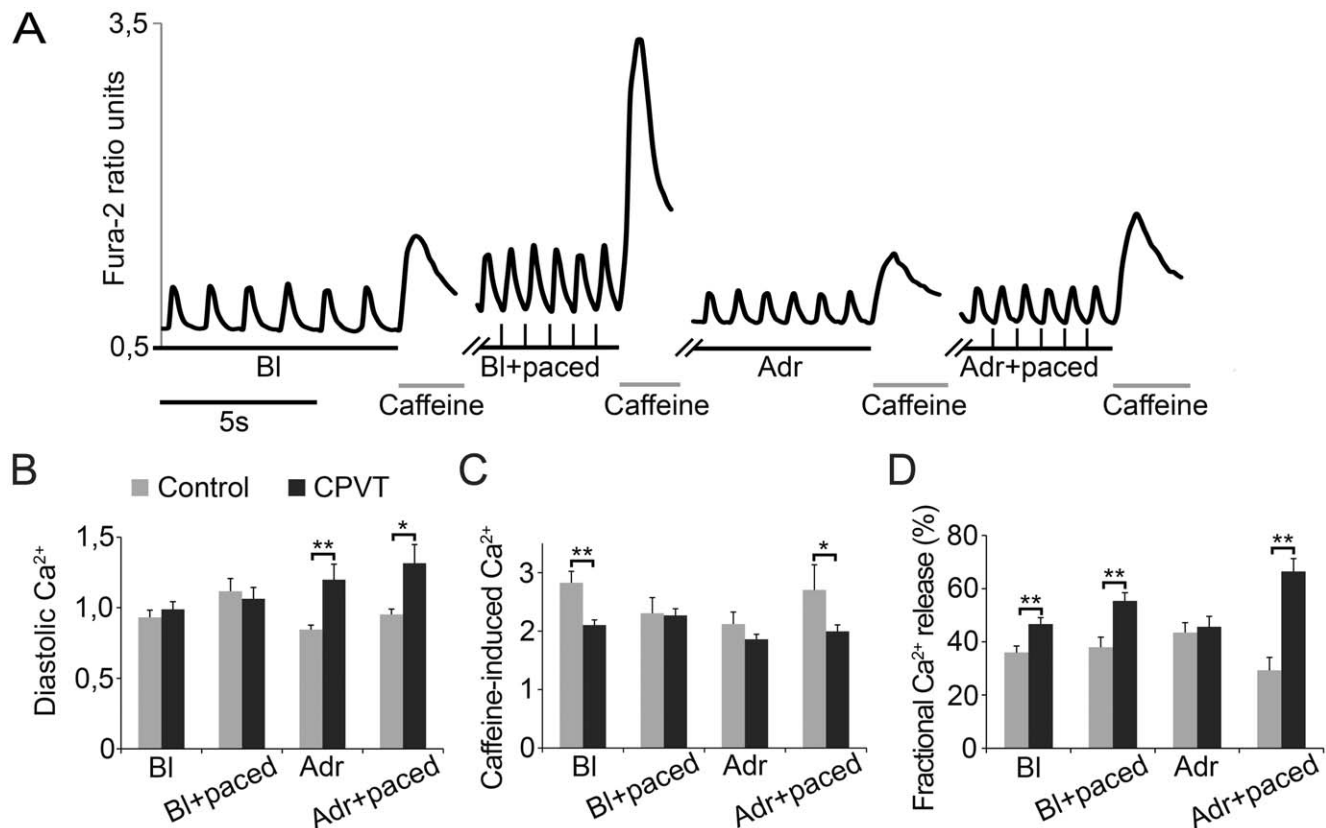 A
3,5
Fura-2 ratio units
0,5
Bl
Bl+paced
Adr
Adr+paced
Caffeine
Caffeine
Caffeine
Caffeine
5s
B
Control
CPVT
Diastolic Ca²⁺
1,5
1,0
0,5
0
**
*
Bl
Bl+paced
Adr
Adr+paced
C
Caffeine-induced Ca²⁺
3
2
1
0
**
*
Bl
Bl+paced
Adr
Adr+paced
D
Fractional Ca²⁺ release (%)
80
60
40
20
0
**
**
**
Bl
Bl+paced
Adr
Adr+paced